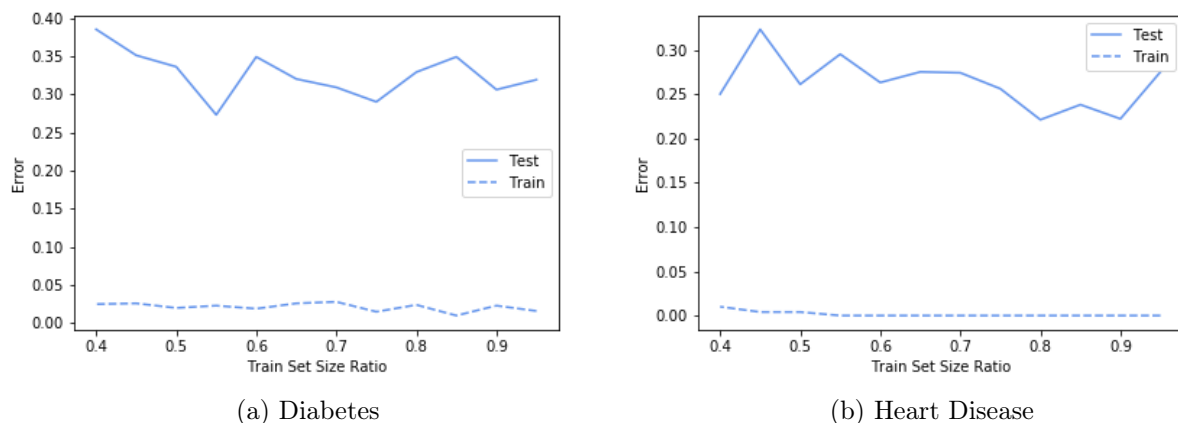 0.40
0.35
0.30
0.25
0.20
0.15
0.10
0.05
0.00
Error
Test
Train
0.4 0.5 0.6 0.7 0.8 0.9
Train Set Size Ratio
(a) Diabetes
0.30
0.25
0.20
0.15
0.10
0.05
0.00
Error
Test
Train
0.4 0.5 0.6 0.7 0.8 0.9
Train Set Size Ratio
(b) Heart Disease